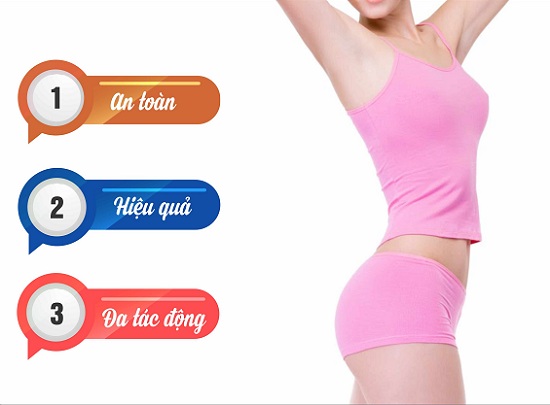 1
An toàn
2
Hiệu quả
3
Đa tác động